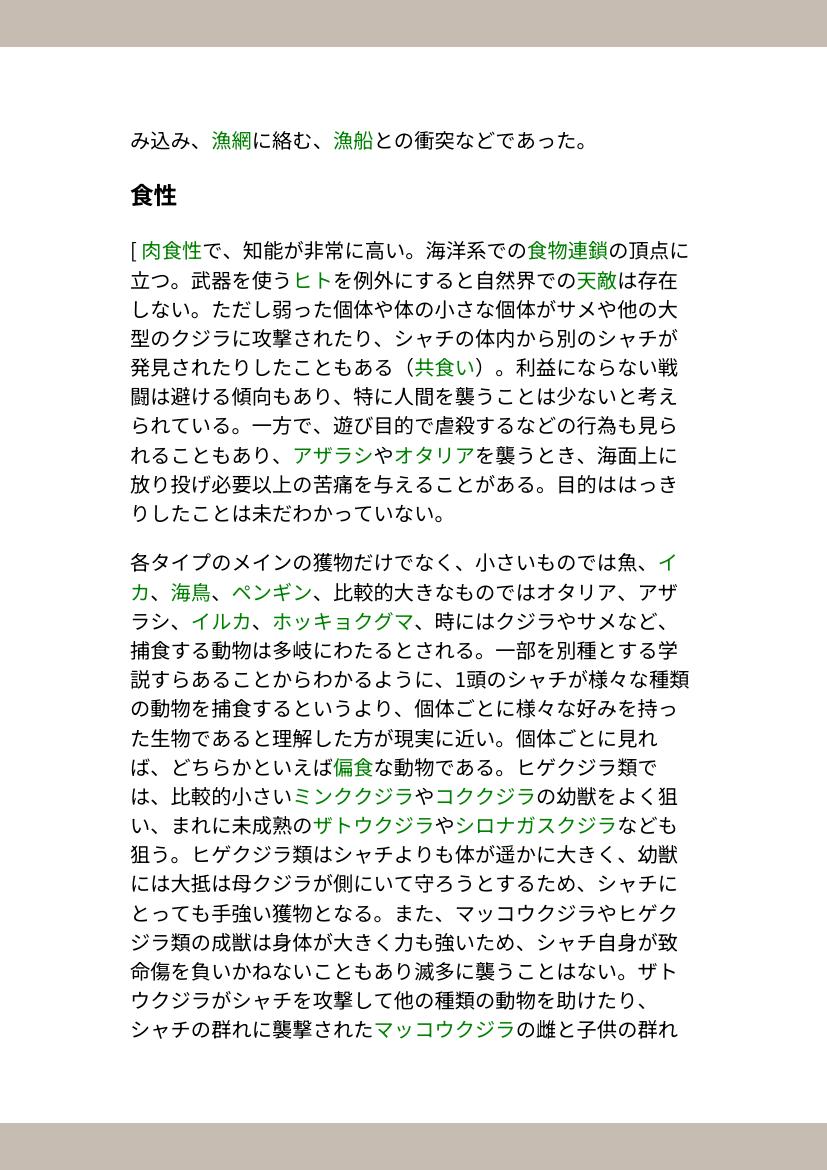 み込み、漁網に絡む、漁船との衝突などであった。
食性
[ 肉食性で、知能が非常に高い。海洋系での食物連鎖の頂点に
立つ。武器を使うヒトを例外にすると自然界での天敵は存在
しない。ただし弱った個体や体の小さな個体がサメや他の大
型のクジラに攻撃されたり、シャチの体内から別のシャチが
発見されたりしたこともある（共食い）。利益にならない戦
闘は避ける傾向もあり、特に人間を襲うことは少ないと考え
られている。一方で、遊び目的で虐殺するなどの行為も見ら
れることもあり、アザラシやオタリアを襲うとき、海面上に
放り投げ必要以上の苦痛を与えることがある。目的ははっき
りしたことは未だわかっていない。
各タイプのメインの獲物だけでなく、小さいものでは魚、イ
カ、海鳥、ペンギン、比較的大きなものではオタリア、アザ
ラシ、イルカ、ホッキョクグマ、時にはクジラやサメなど、
捕食する動物は多岐にわたるとされる。一部を別種とする学
説すらあることからわかるように、1頭のシャチが様々な種類
の動物を捕食するというより、個体ごとに様々な好みを持っ
た生物であると理解した方が現実に近い。個体ごとに見れ
ば、どちらかといえば偏食な動物である。ヒゲクジラ類で
は、比較的小さいミンククジラやコククジラの幼獣をよく狙
い、まれに未成熟のザトウクジラやシロナガスクジラなども
狙う。ヒゲクジラ類はシャチよりも体が遥かに大きく、幼獣
には大抵は母クジラが側にいて守ろうとするため、シャチに
とっても手強い獲物となる。また、マッコウクジラやヒゲク
ジラ類の成獣は身体が大きく力も強いため、シャチ自身が致
命傷を負いかねないこともあり滅多に襲うことはない。ザト
ウクジラがシャチを攻撃して他の種類の動物を助けたり、
シャチの群れに襲撃されたマッコウクジラの雌と子供の群れ